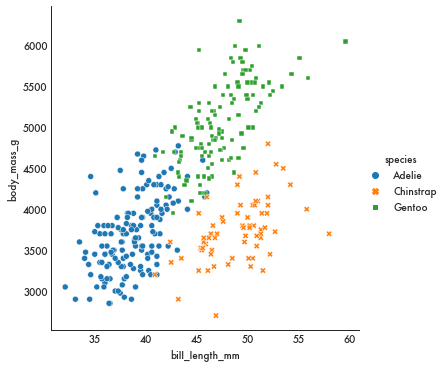 6000
5500
5000
4500
4000
3500
3000
body_mass_g
35 40 45 50 55 60
bill_length_mm
species
Adelie
Chinstrap
Gentoo